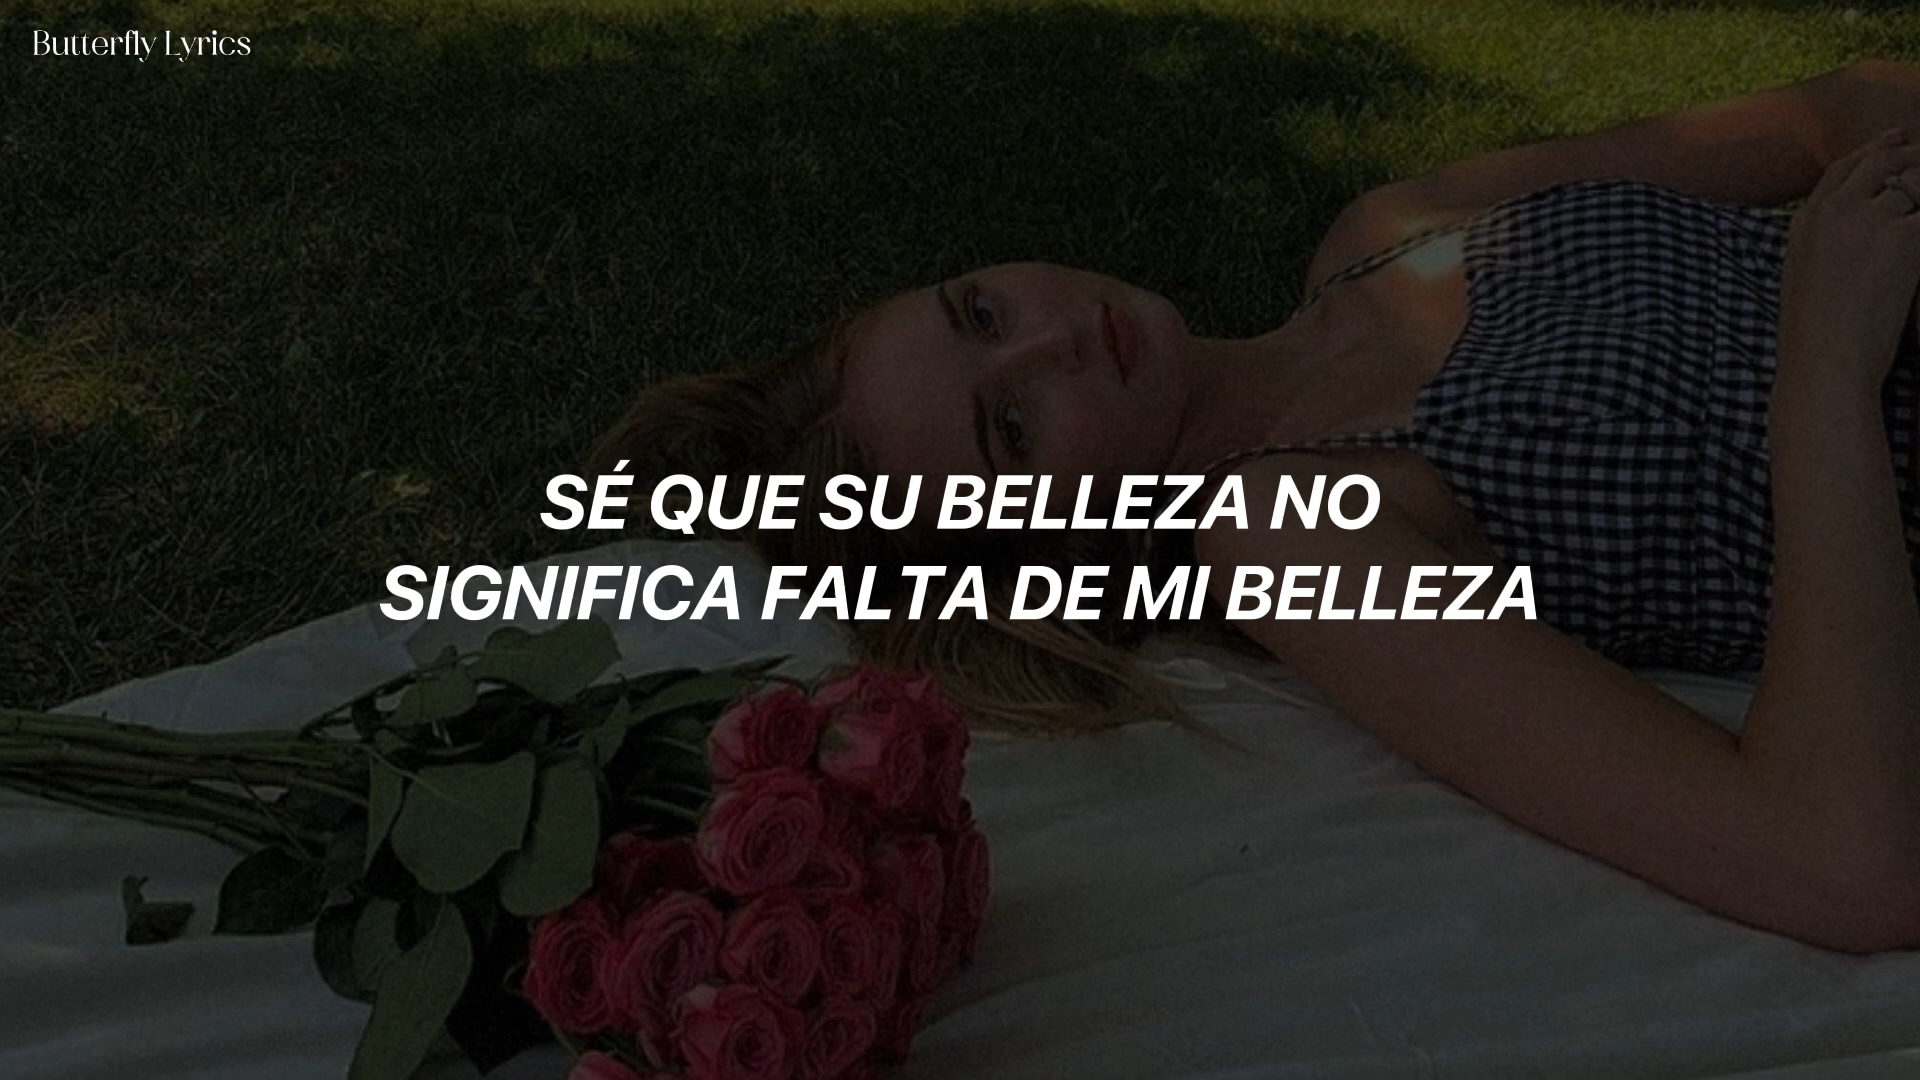 Butterfly Lyrics
SÉ QUE SU BELLEZA NO
SIGNIFICA FALTA DE MI BELLEZA